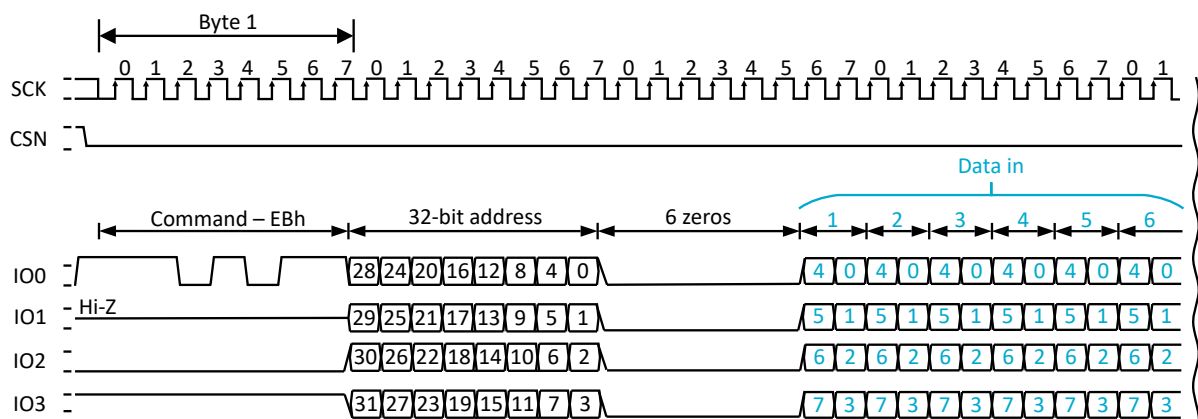 Byte 1
0 1 2 3 4 5 6 7 0 1 2 3 4 5 6 7 0 1 2 3 4 5 6 7 0 1 2 3 4 5 6 7 0 1
SCK
CSN
Data in
Command – EBh 32-bit address 6 zeros 1 2 3 4 5 6
IO0 28 24 20 16 12 8 4 0 4 0 4 0 4 0 4 0 4 0 4 0
Hi-Z
IO1 29 25 21 17 13 9 5 1 5 1 5 1 5 1 5 1 5 1 5 1
IO2 30 26 22 18 14 10 6 2 6 2 6 2 6 2 6 2 6 2 6 2
IO3 31 27 23 19 15 11 7 3 7 3 7 3 7 3 7 3 7 3 7 3